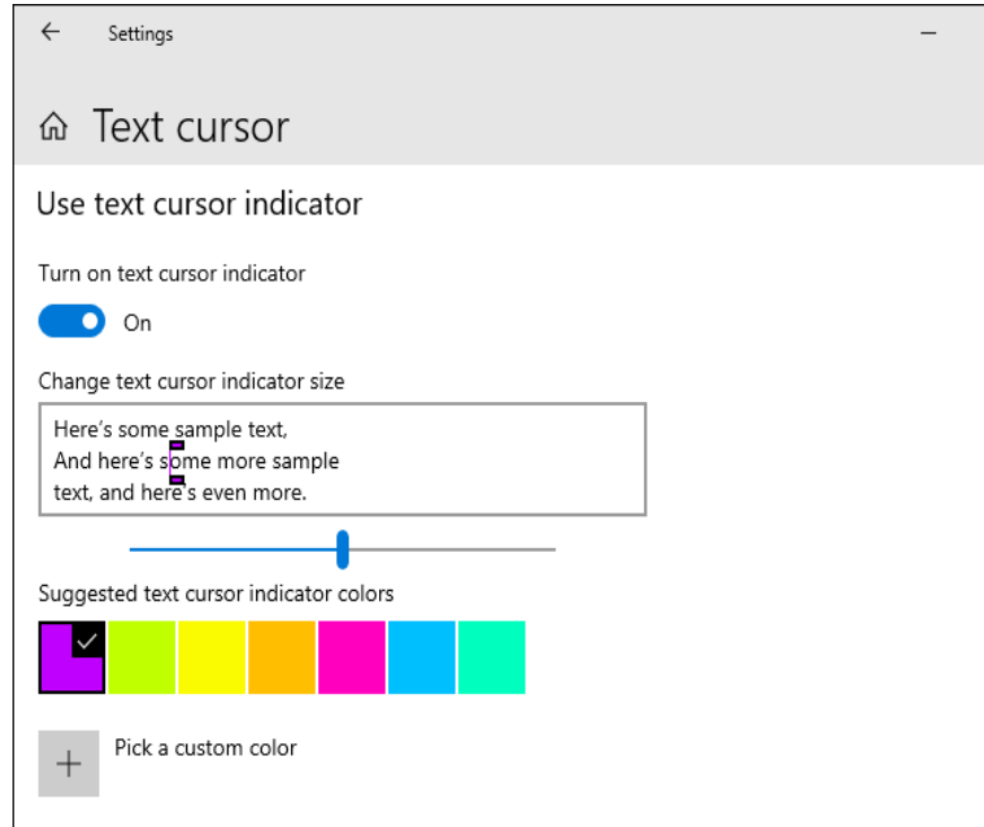 Settings
Text cursor
Use text cursor indicator
Turn on text cursor indicator
On
Change text cursor indicator size
Here's some sample text,
And here's some more sample
text, and here's even more.
Suggested text cursor indicator colors
Pick a custom color